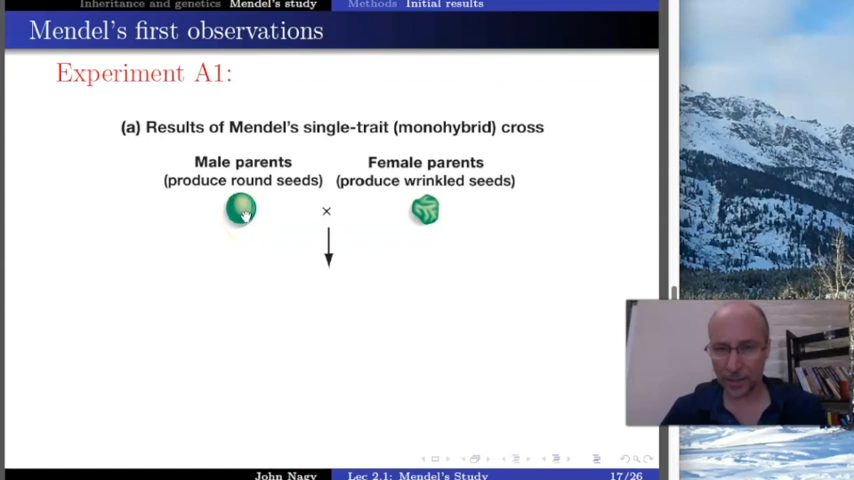 Inheritance and genetics Mendel's study Methods Initial results
Mendel's first observations
Experiment A1:
(a) Results of Mendel's single-trait (monohybrid) cross
Male parents Female parents
(produce round seeds) (produce wrinkled seeds)
×
John Nagy Lec 2.1: Mendel's Study 17/26